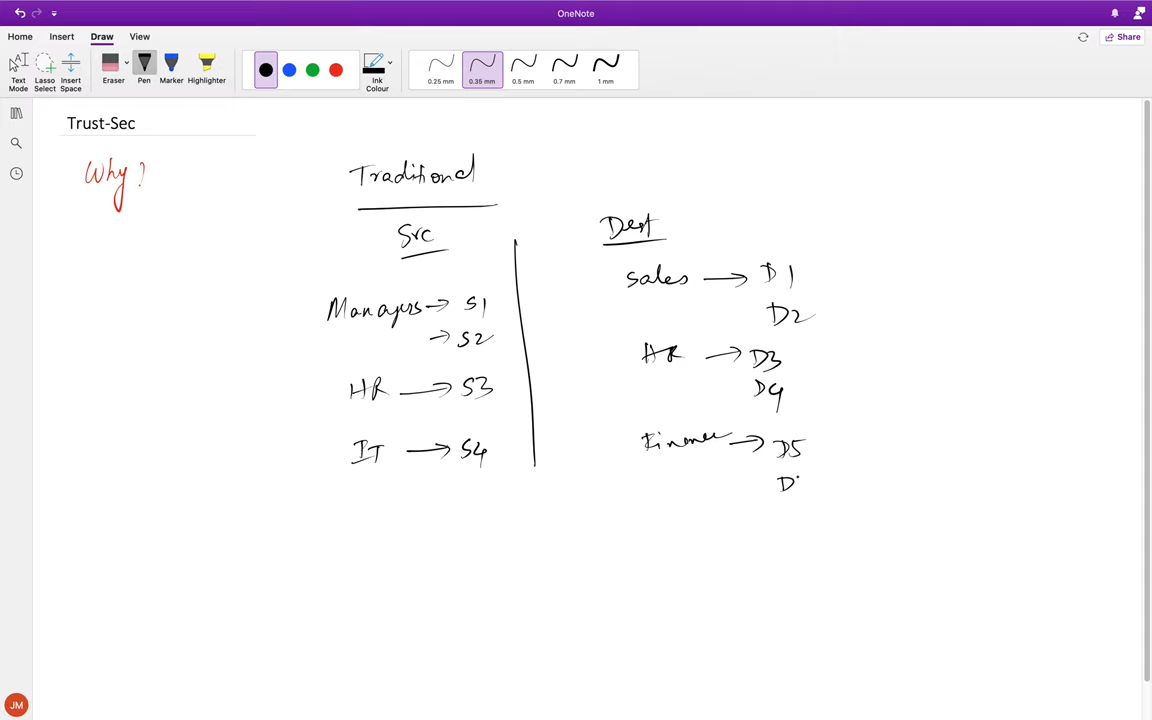 OneNote
Home Insert Draw View
Share
Text Mode
Lasso Select
Insert Space
Eraser
Pen
Marker
Highlighter
Ink Colour
0.25 mm
0.35 mm
0.5 mm
0.7 mm
1 mm
Trust-Sec
Why?
Traditional
Src
Managers → S1
→ S2
HR → S3
IT → S4
Dest
Sales → D1
D2
HR → D3
D4
Finance → D5
D
JM